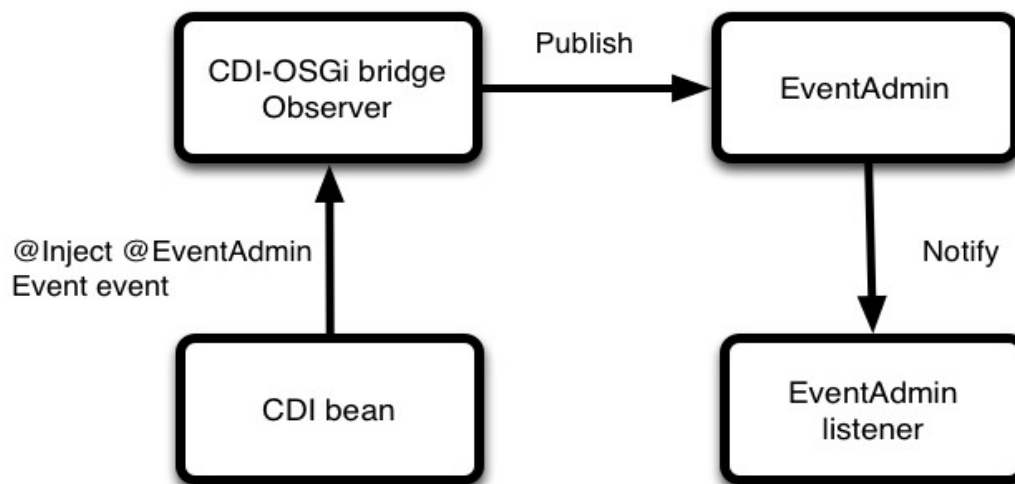 CDI-OSGi bridge
Observer
Publish
EventAdmin
@Inject @EventAdmin
Event event
Notify
CDI bean
EventAdmin
listener